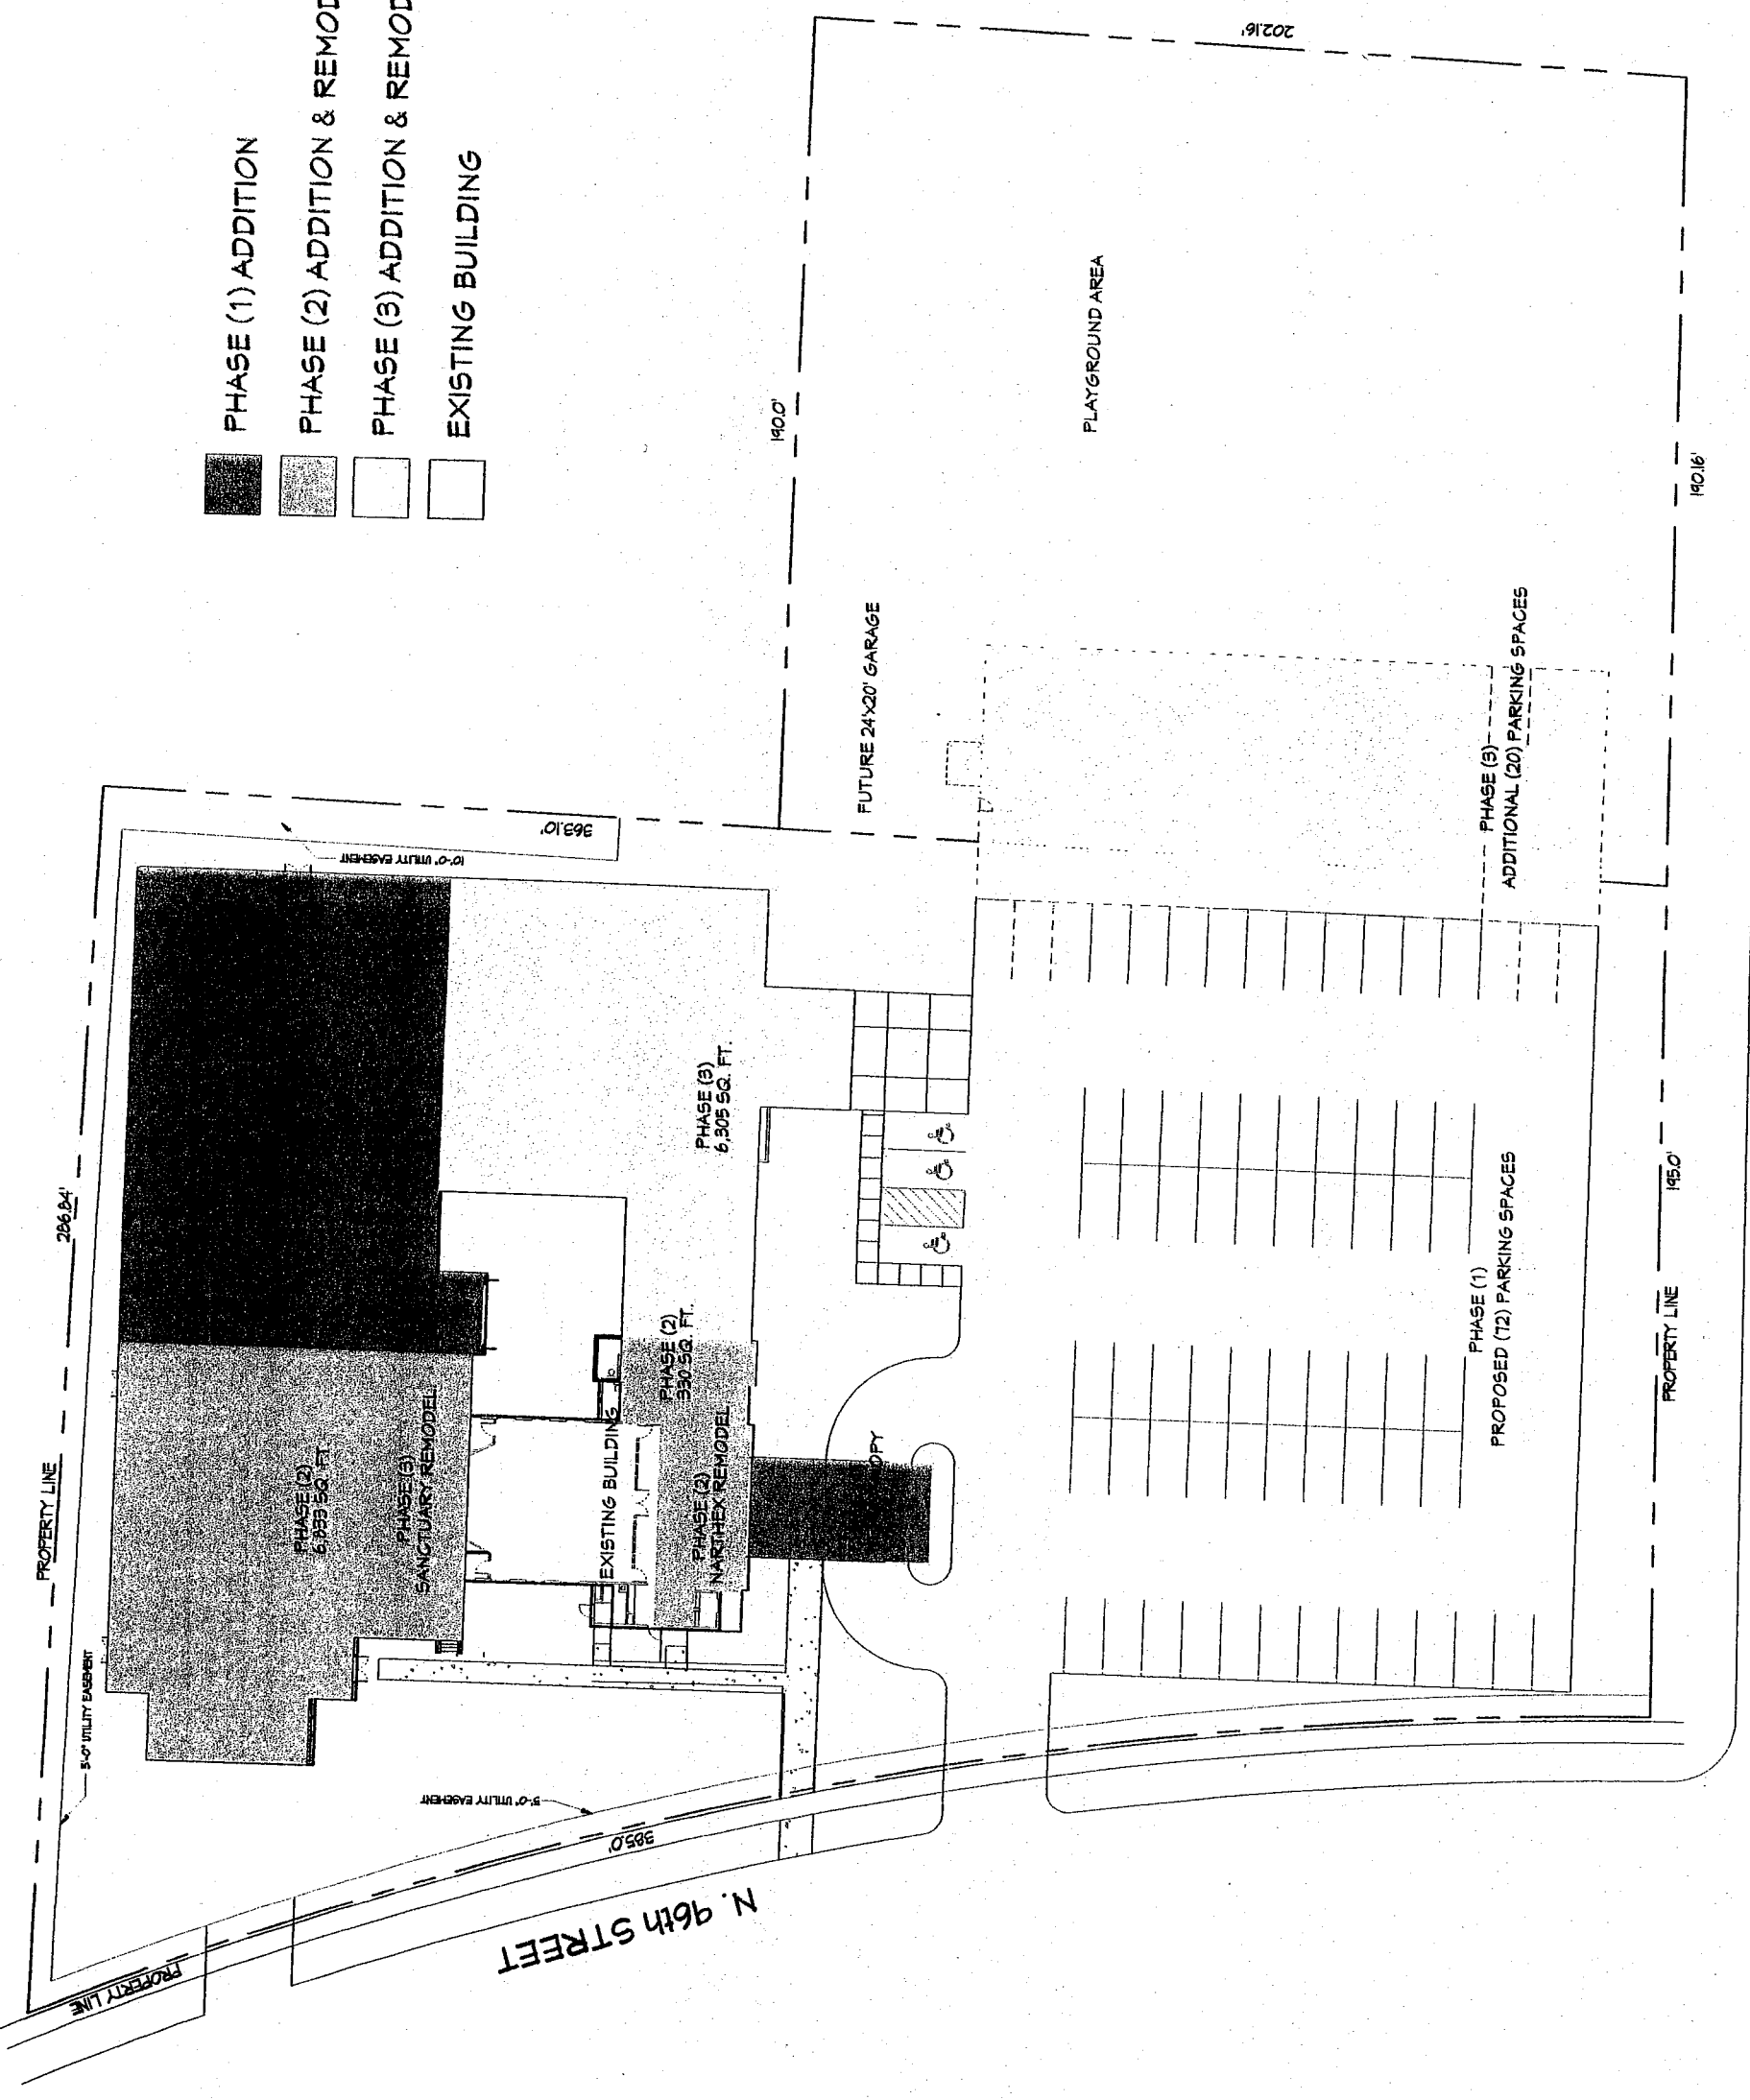 PHASE (1) ADDITION
PHASE (2) ADDITION & REMOD
PHASE (3) ADDITION & REMOD
EXISTING BUILDING
PROPERTY LINE
286.84'
5'-0" UTILITY EASEMENT
10'-0" UTILITY EASEMENT
363.10'
190.0'
202.16'
PLAYGROUND AREA
190.16'
FUTURE 24'x20' GARAGE
PHASE (3)
ADDITIONAL (20) PARKING SPACES
PHASE (2)
6,833 SQ. FT.
PHASE (3)
SANCTUARY REMODEL
EXISTING BUILDING
PHASE (2)
330 SQ. FT.
PHASE (2)
NARTHEX REMODEL
PHASE (3)
6,305 SQ. FT.
OPY
PHASE (1)
PROPOSED (72) PARKING SPACES
PROPERTY LINE
195.0'
5'-0" UTILITY EASEMENT
385.0'
PROPERTY LINE
N. 96th STREET